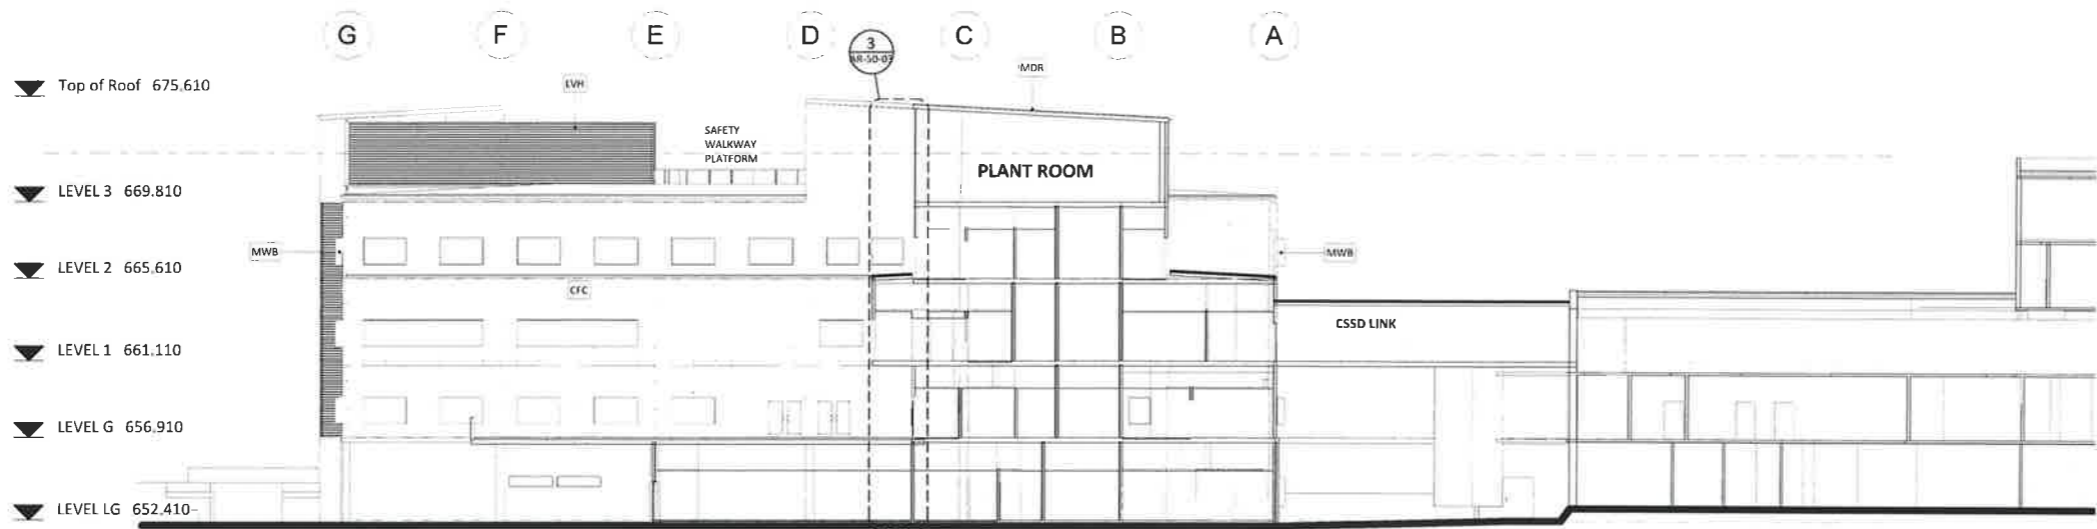 G F E D C B A
3
AR-50-03
Top of Roof 675.610
EVH
MDR
SAFETY
WALKWAY
PLATFORM
PLANT ROOM
LEVEL 3 669.810
MWB
MWB
LEVEL 2 665.610
CFC
CSSD LINK
LEVEL 1 661.110
LEVEL G 656.910
LEVEL LG 652.410